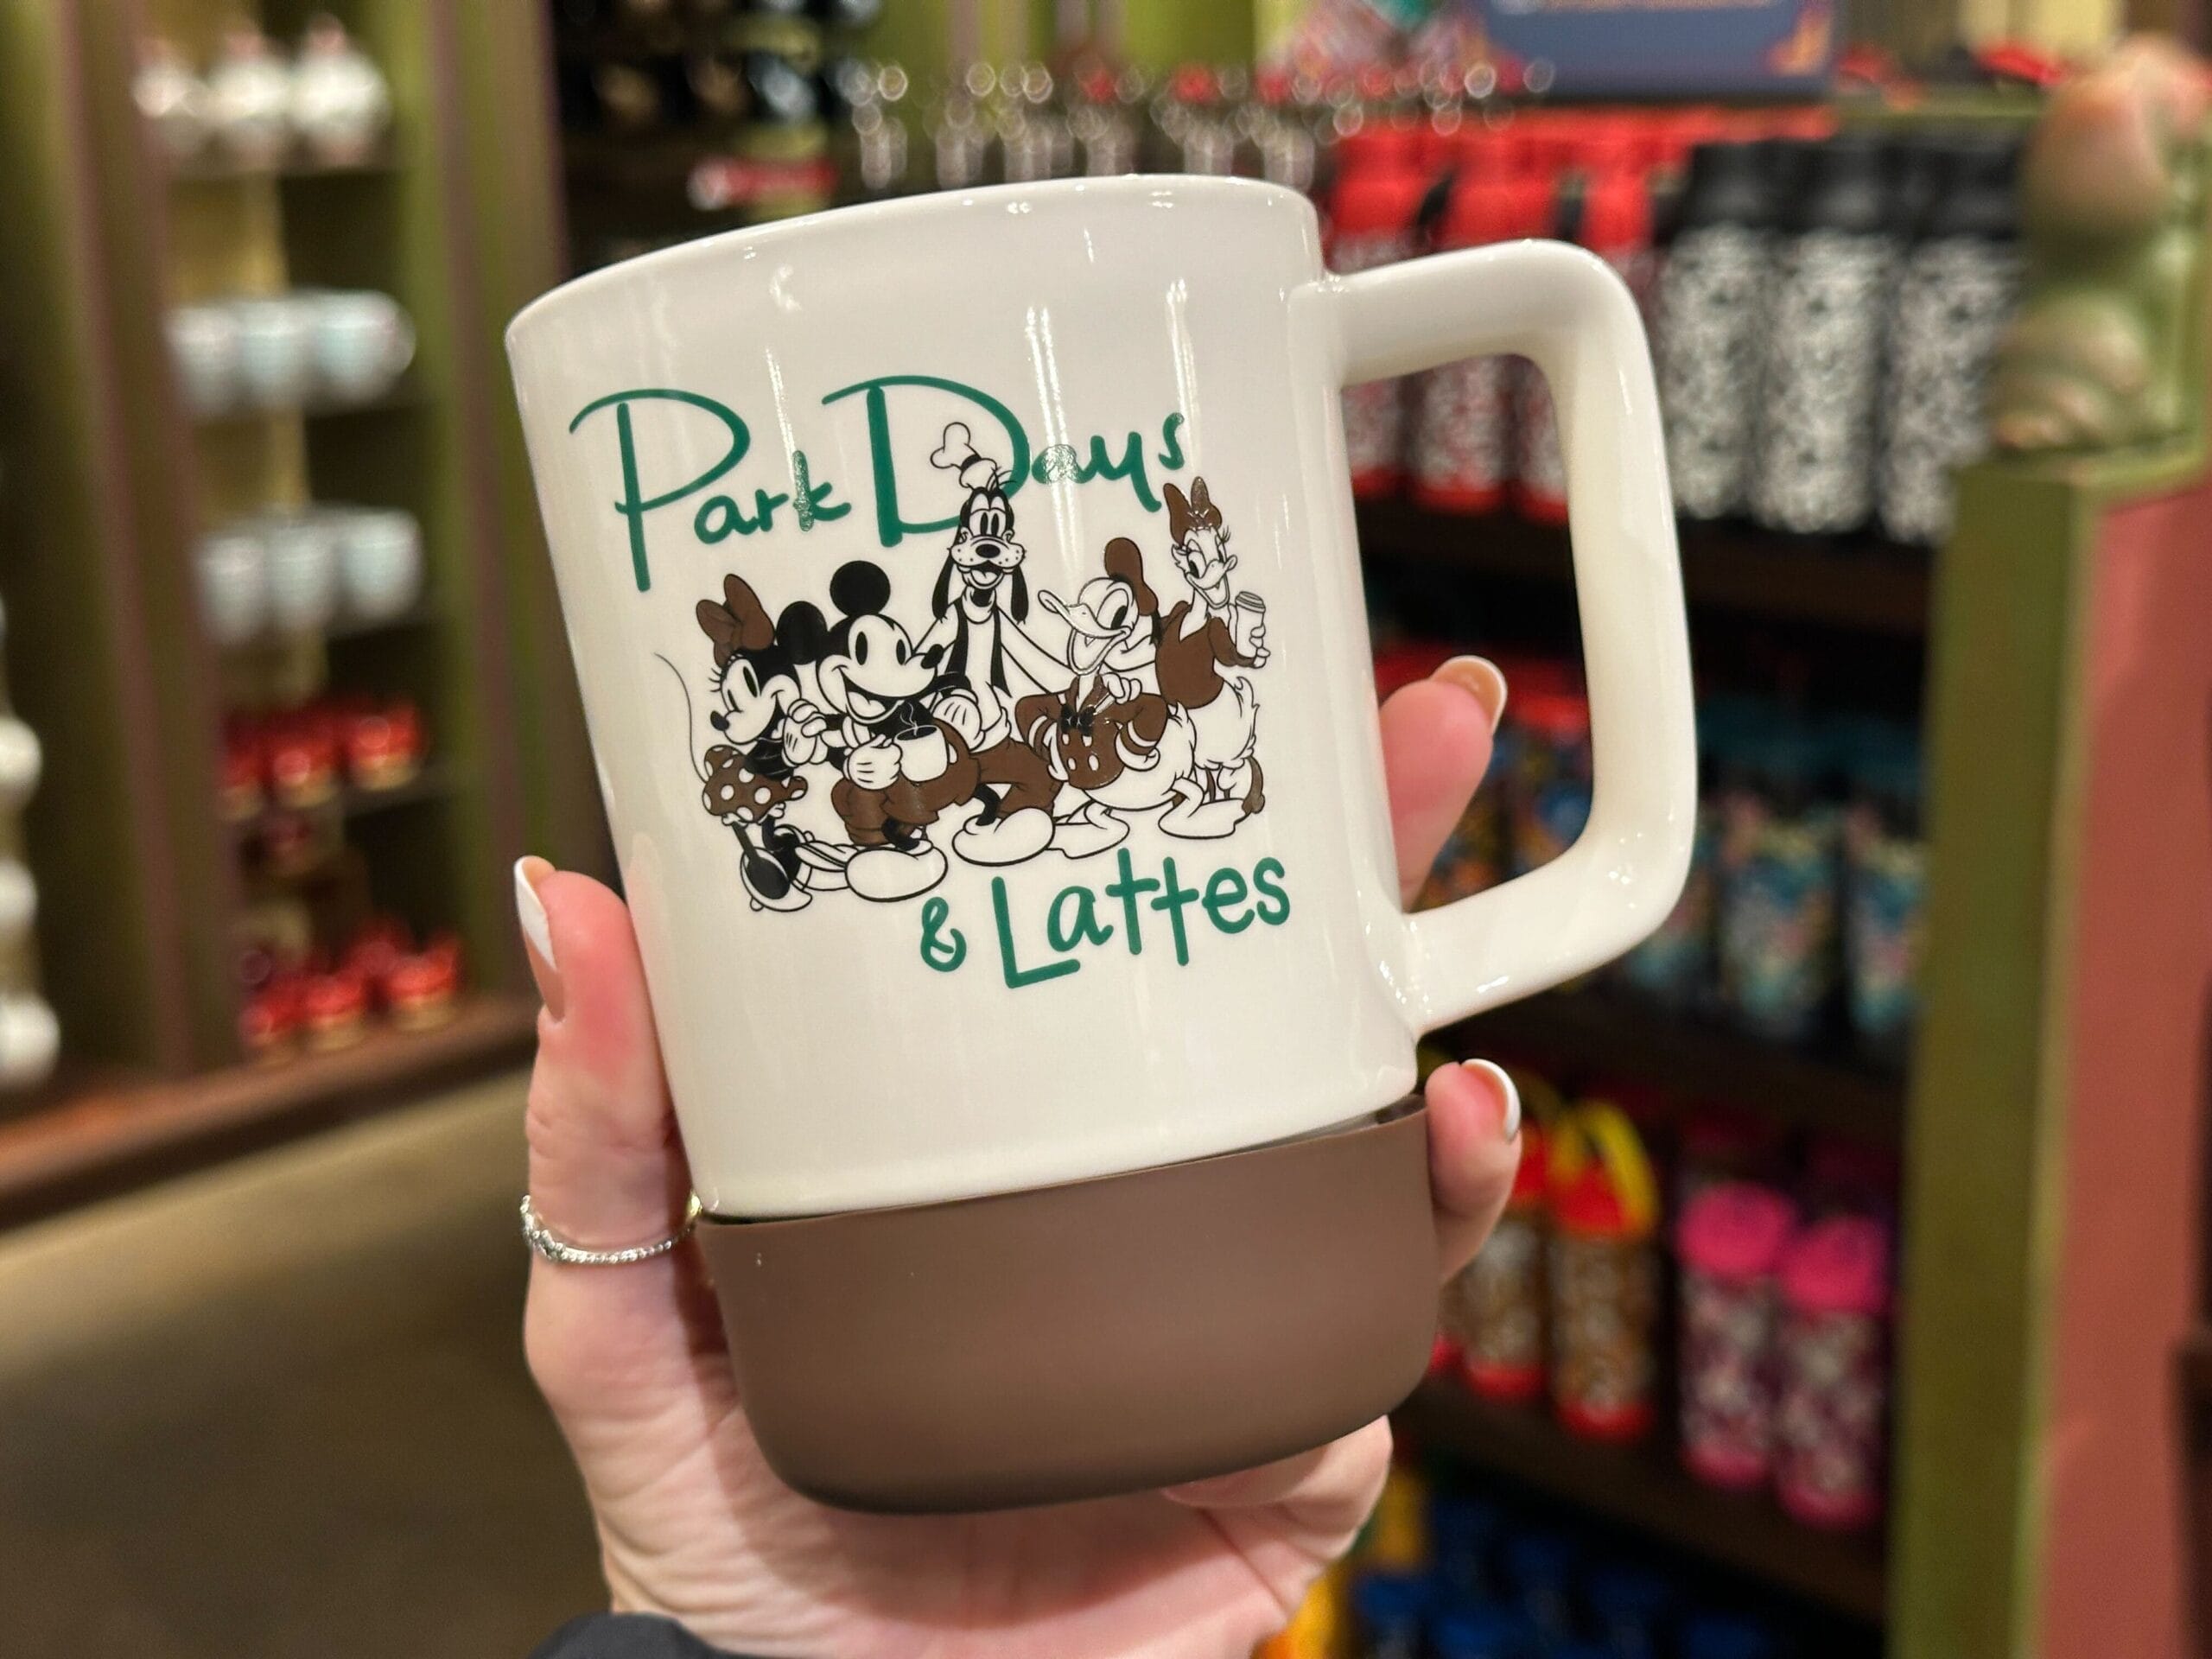 Park Days
& Lattes